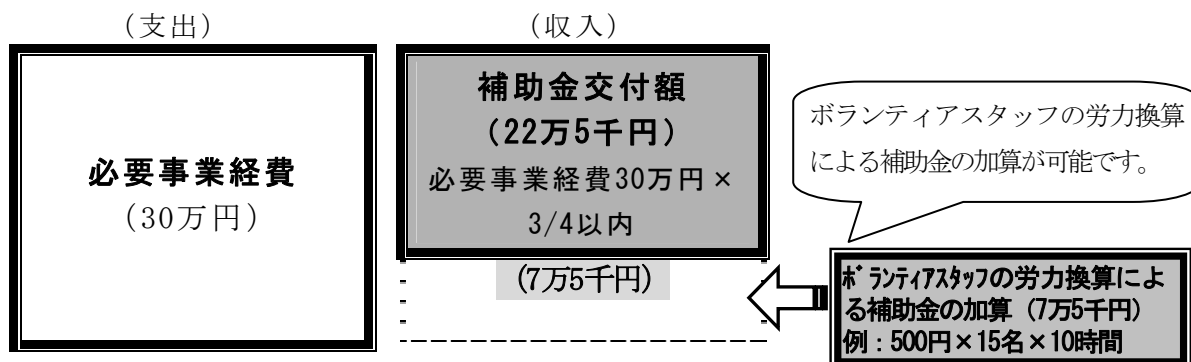 （支出）
必要事業経費
（30万円）
（収入）
補助金交付額
（22万5千円）
必要事業経費30万円×
3/4以内
(7万5千円)
ボランティアスタッフの労力換算
による補助金の加算が可能です。
ﾎﾞﾗﾝﾃｨｱｽﾀｯﾌの労力換算によ
る補助金の加算（7万5千円）
例：500円×15名×10時間